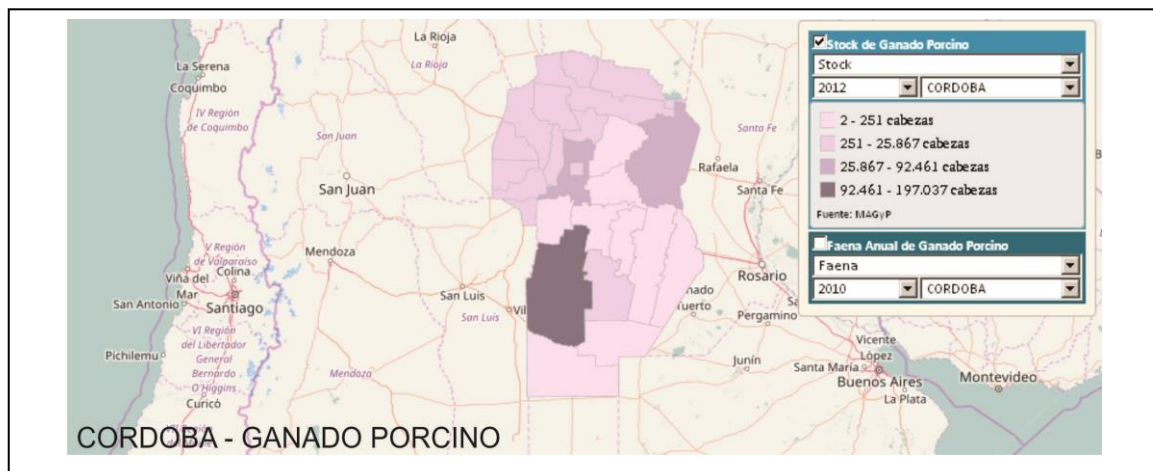 La Rioja
La Rioja
La Serena
Coquimbo
IV Región
de Coquimbo
San Juan
San Juan
Santa Fe
Rafaela
Santa Fe
V Región
de Valparaíso
Mendoza
Viña del
Mar
Colina
San Antonio
Santiago
San Luis
San Luis
Rosario
Pergamino
VI Región
del Libertador
General
Bernardo
O'Higgins
Pichilemu
Curicó
Mendoza
Junín
Vicente
López
Santa María
Buenos Aires
La Plata
Montevideo
Stock de Ganado Porcino
Stock
2012 CORDOBA
2 - 251 cabezas
251 - 25.867 cabezas
25.867 - 92.461 cabezas
92.461 - 197.037 cabezas
Fuente: MAGyP
Faena Anual de Ganado Porcino
Faena
2010 CORDOBA
CORDOBA - GANADO PORCINO